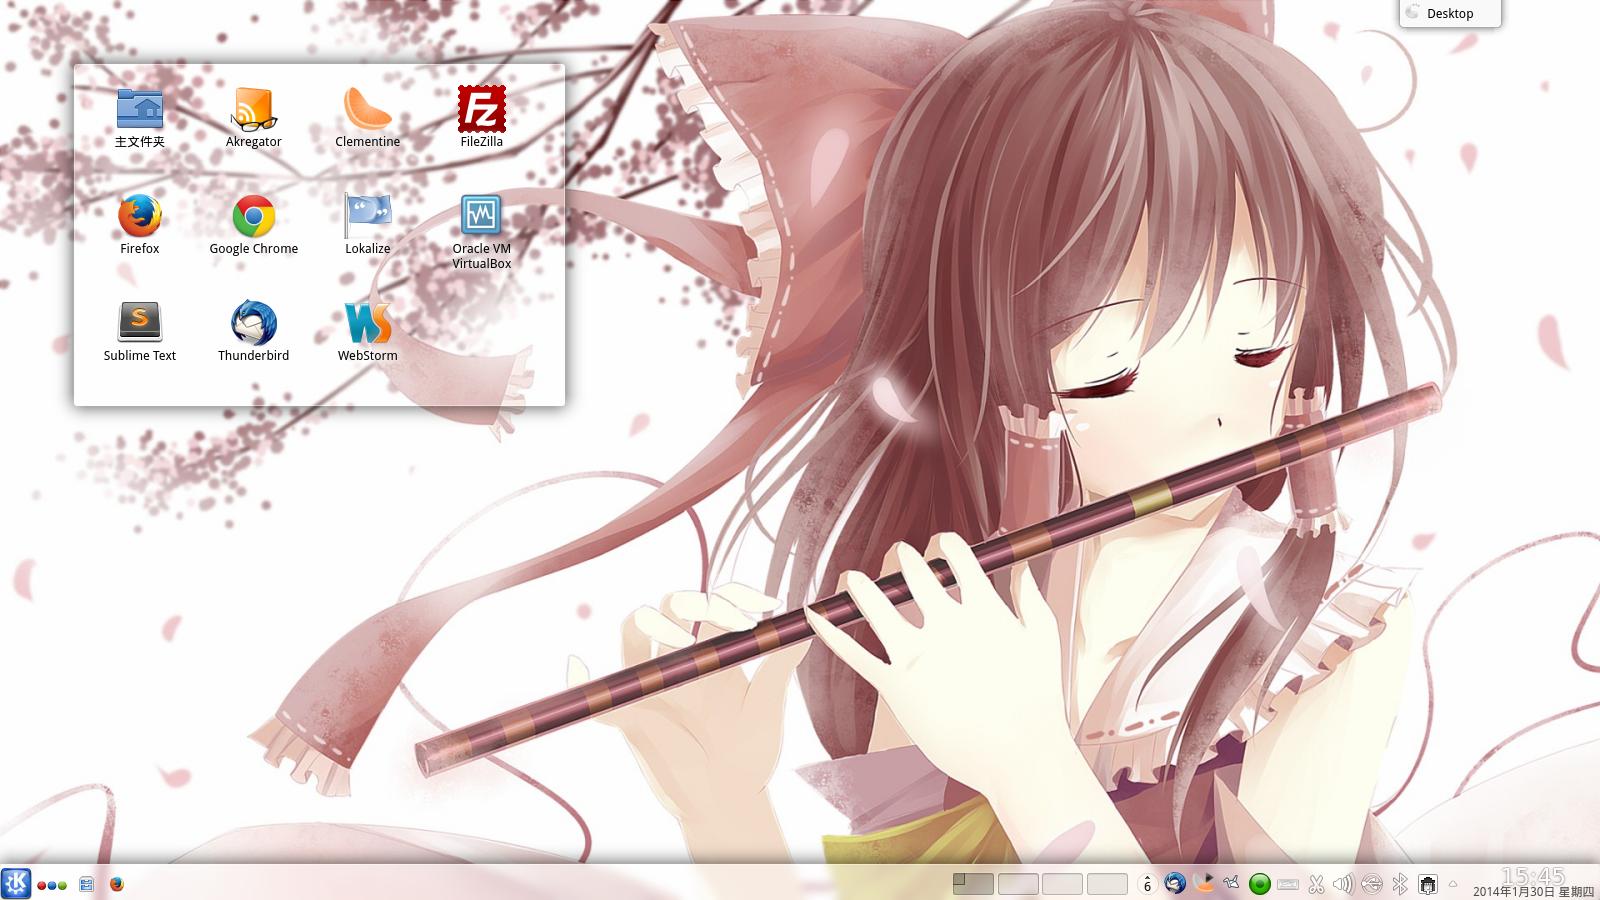 Desktop
主文件夹
Akregator
Clementine
FileZilla
Firefox
Google Chrome
Lokalize
Oracle VM
VirtualBox
Sublime Text
Thunderbird
WebStorm
6
15:45
2014年1月30日 星期四